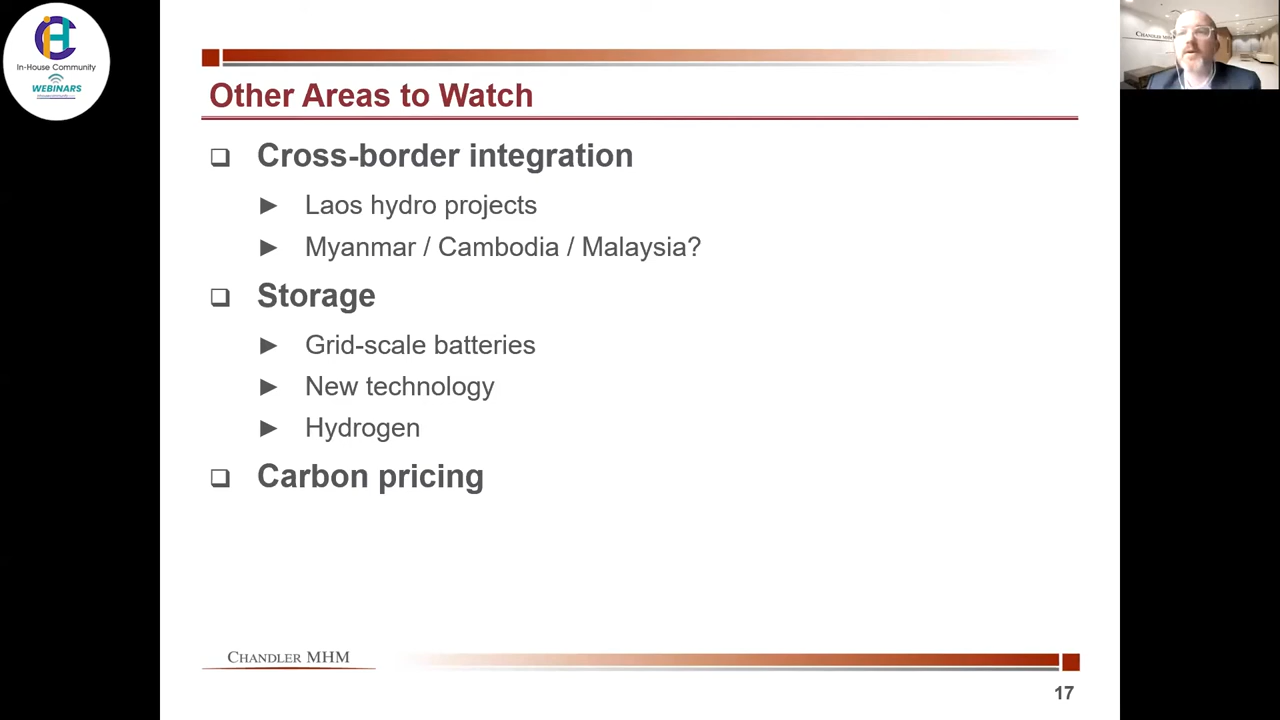 In-House Community
WEBINARS
Other Areas to Watch
❑ Cross-border integration
► Laos hydro projects
► Myanmar / Cambodia / Malaysia?
❑ Storage
► Grid-scale batteries
► New technology
► Hydrogen
❑ Carbon pricing
CHANDLER MHM
17